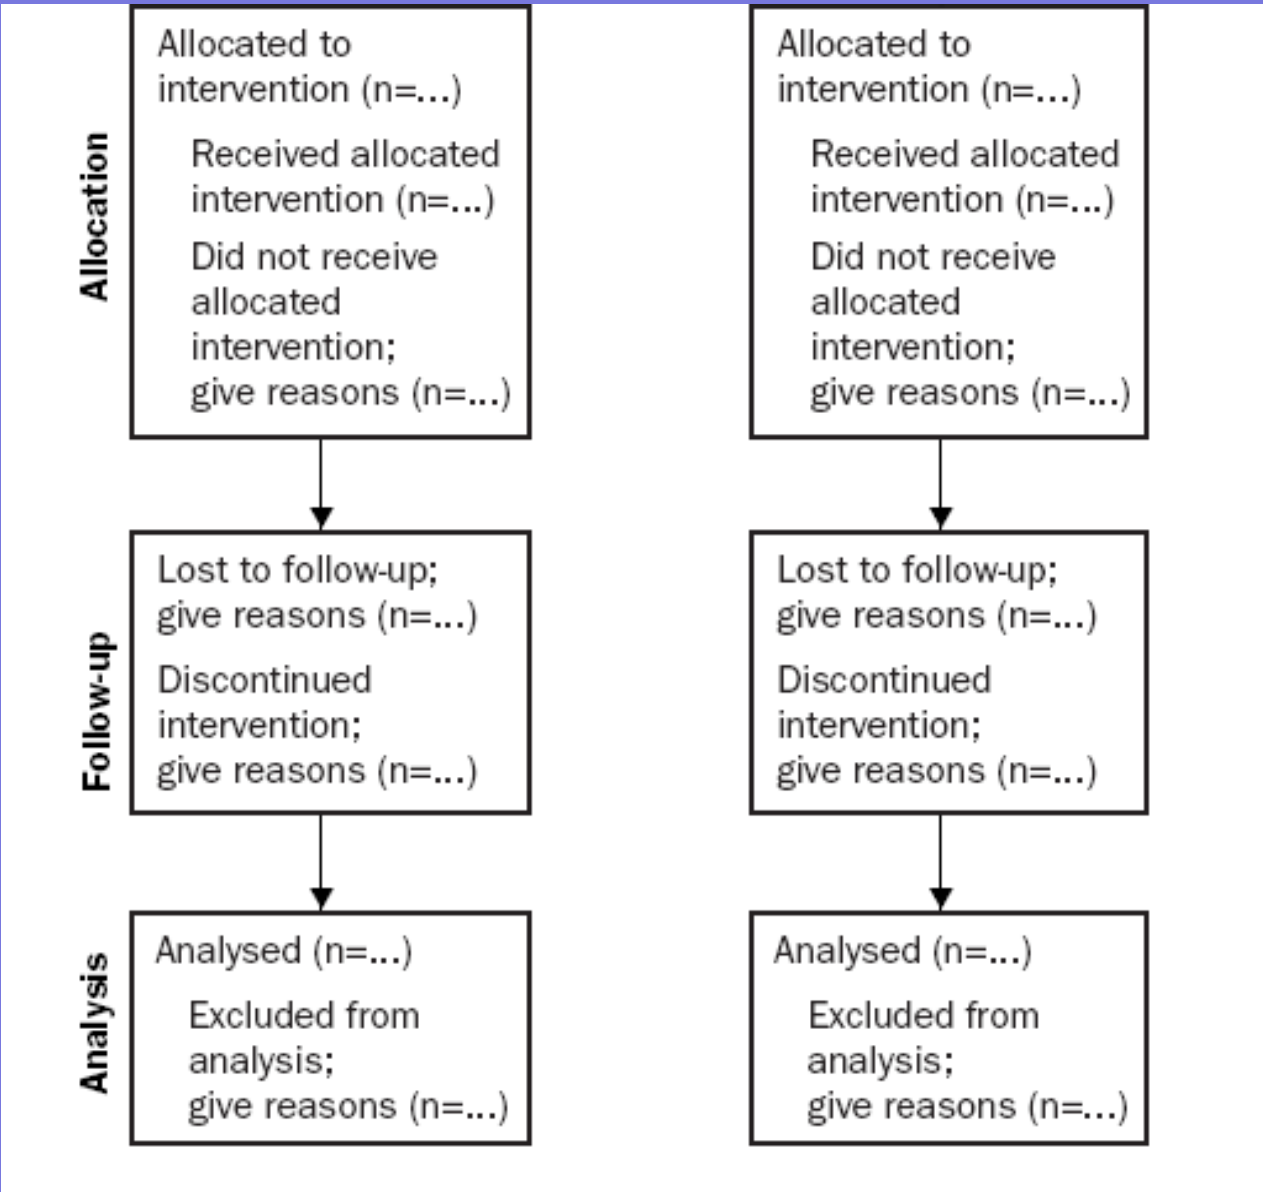 Allocation
Allocated to
intervention (n=...)
Received allocated
intervention (n=...)
Did not receive
allocated
intervention;
give reasons (n=...)
Allocated to
intervention (n=...)
Received allocated
intervention (n=...)
Did not receive
allocated
intervention;
give reasons (n=...)
Follow-up
Lost to follow-up;
give reasons (n=...)
Discontinued
intervention;
give reasons (n=...)
Lost to follow-up;
give reasons (n=...)
Discontinued
intervention;
give reasons (n=...)
Analysis
Analysed (n=...)
Excluded from
analysis;
give reasons (n=...)
Analysed (n=...)
Excluded from
analysis;
give reasons (n=...)